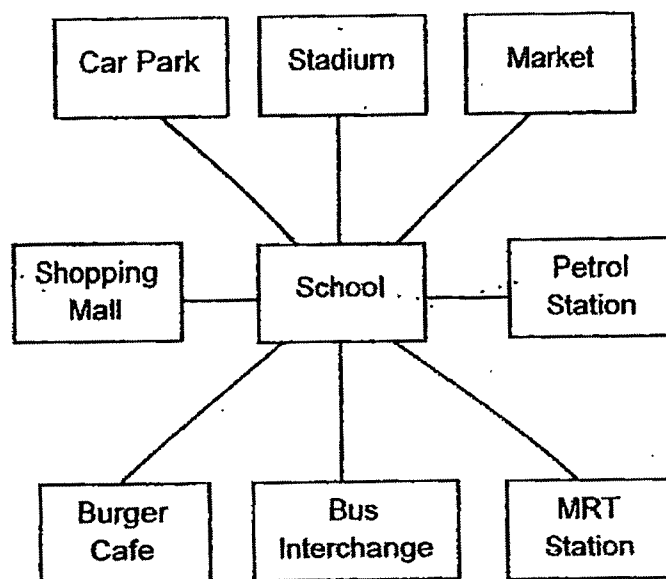 Car Park
Stadium
Market
Shopping
Mall
School
Petrol
Station
Burger
Cafe
Bus
Interchange
MRT
Station